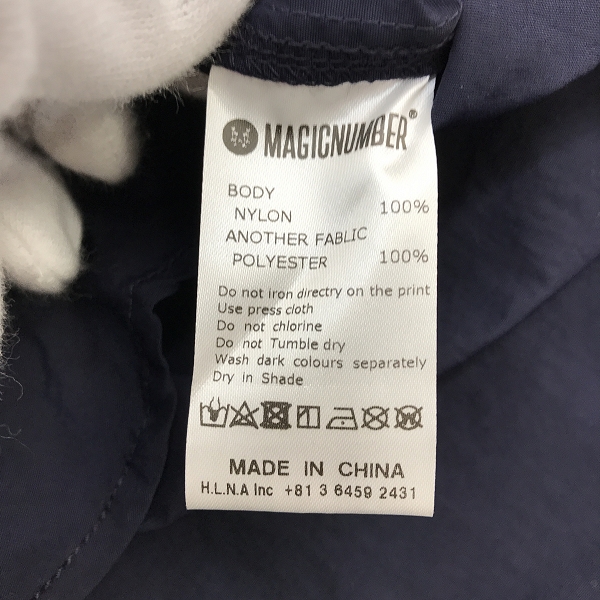 MAGICNUMBER®
BODY
NYLON 100%
ANOTHER FABLIC
POLYESTER 100%
Do not iron directry on the print
Use press cloth
Do not chlorine
Do not Tumble dry
Wash dark colours separately
Dry in Shade
MADE IN CHINA
H.L.N.A Inc +81 3 6459 2431